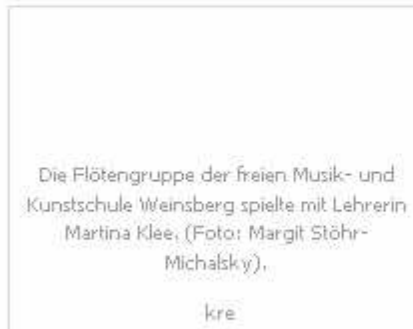 Die Flötengruppe der freien Musik- und
Kunstschule Weinsberg spielte mit Lehrerin
Martina Klee. (Foto: Margit Stöhr-
Michalsky).
kre